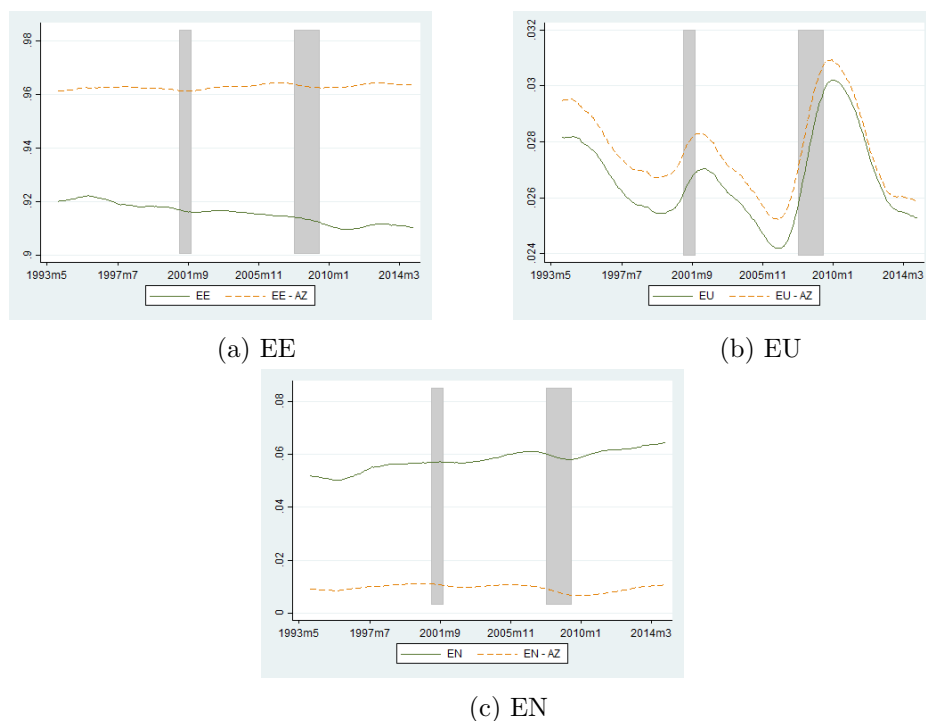 .98
.96
.94
.92
.9
1993m5 1997m7 2001m9 2005m11 2010m1 2014m3
EE EE - AZ
(a) EE
.032
.03
.028
.026
.024
1993m5 1997m7 2001m9 2005m11 2010m1 2014m3
EU EU - AZ
(b) EU
.08
.06
.04
.02
0
1993m5 1997m7 2001m9 2005m11 2010m1 2014m3
EN EN - AZ
(c) EN